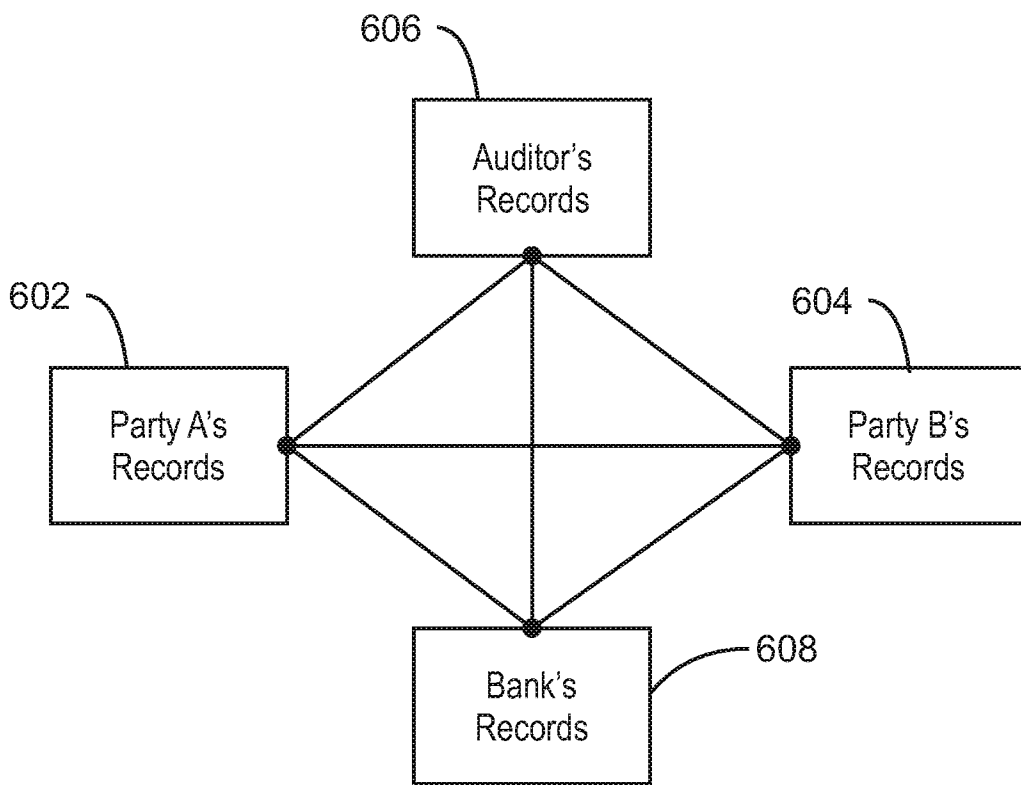 606
Auditor's
Records
602
Party A's
Records
604
Party B's
Records
608
Bank's
Records